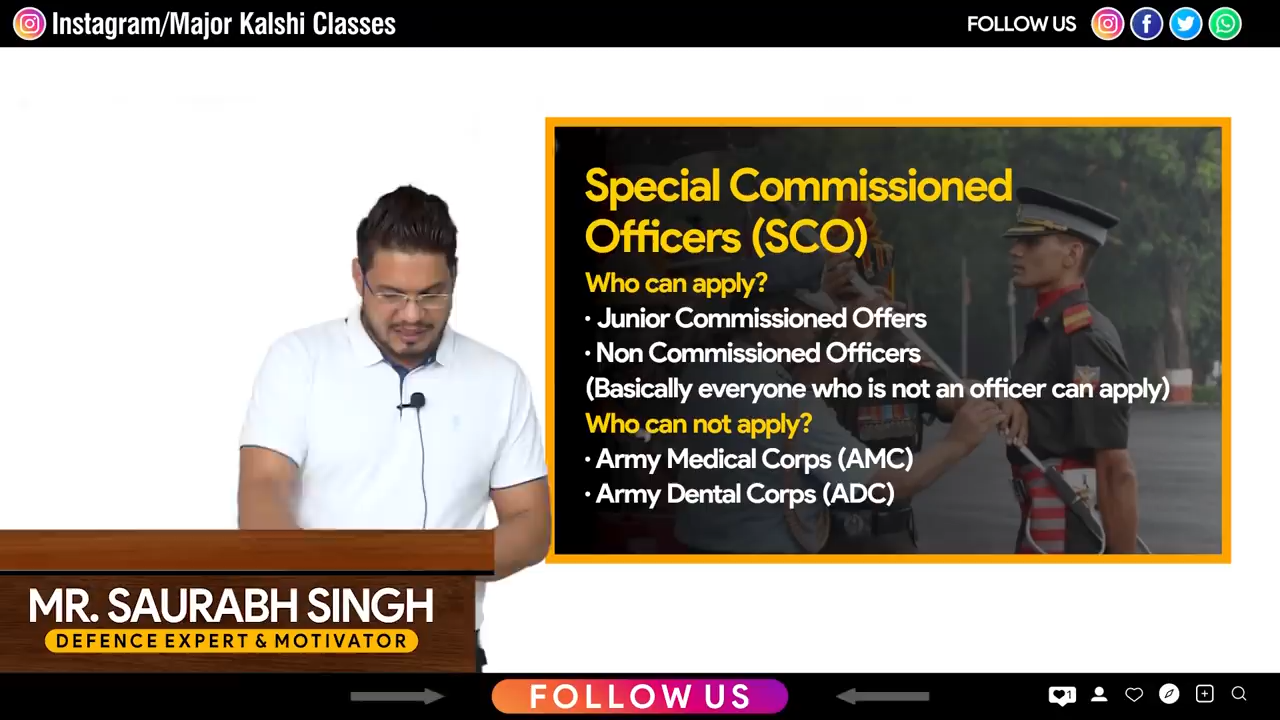 Instagram/Major Kalshi Classes
FOLLOW US
Special Commissioned
Officers (SCO)
Who can apply?
· Junior Commissioned Offers
· Non Commissioned Officers
(Basically everyone who is not an officer can apply)
Who can not apply?
· Army Medical Corps (AMC)
· Army Dental Corps (ADC)
MR. SAURABH SINGH
DEFENCE EXPERT & MOTIVATOR
FOLLOW US
1